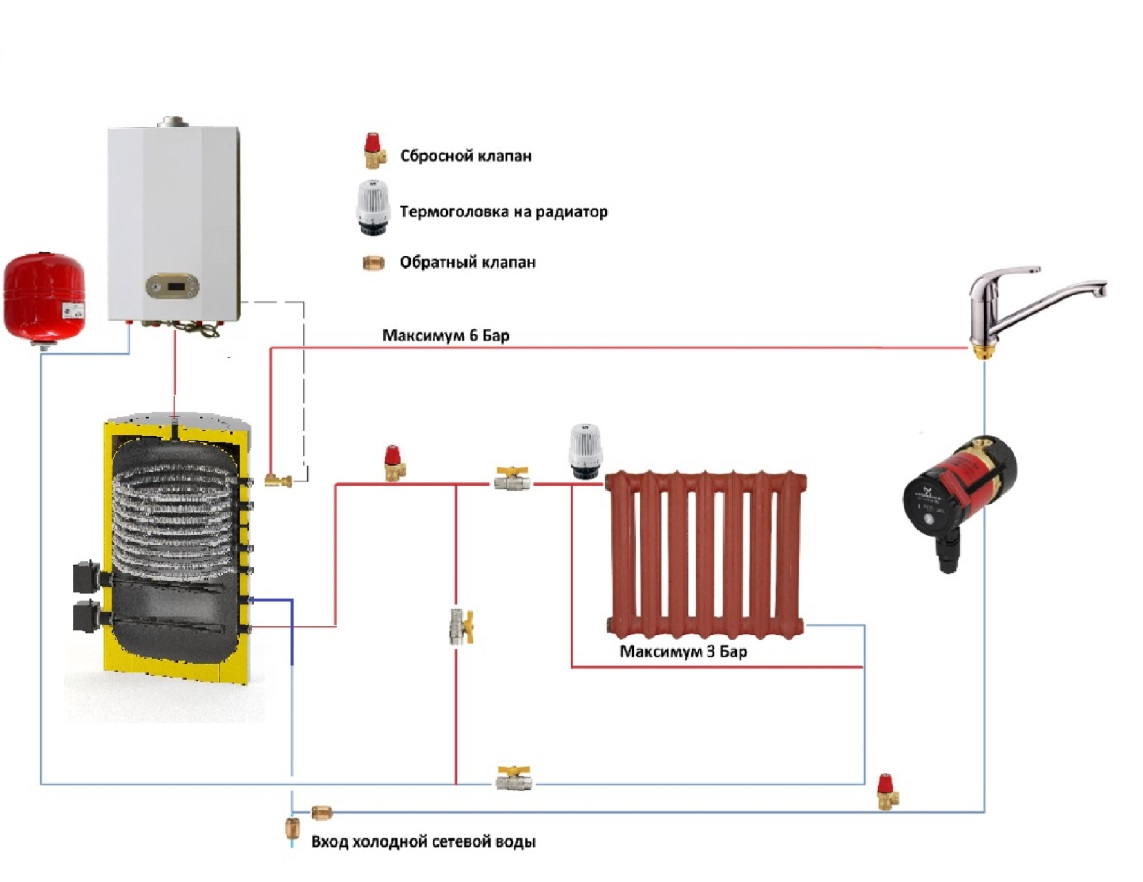 Сбросной клапан
Термоголовка на радиатор
Обратный клапан
Максимум 6 Бар
Максимум 3 Бар
Вход холодной сетевой воды